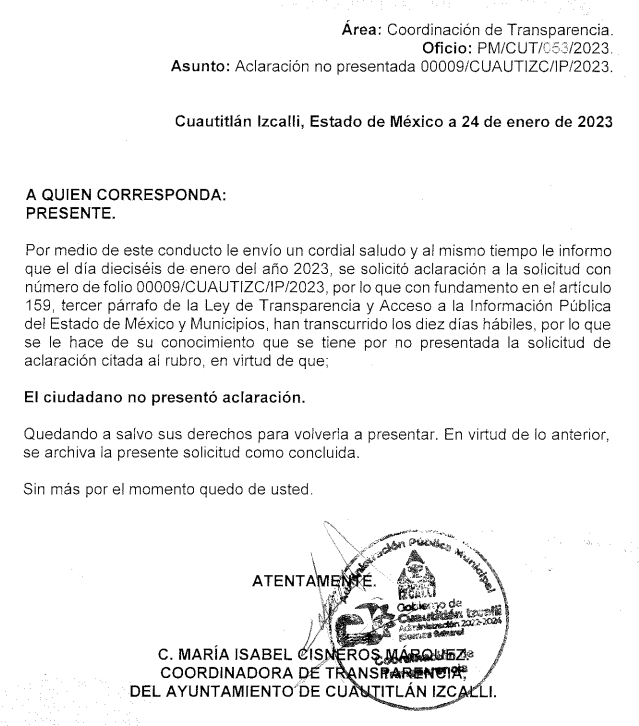 Área: Coordinación de Transparencia.
Oficio: PM/CUT/053/2023.
Asunto: Aclaración no presentada 00009/CUAUTIZC/IP/2023.
Cuautitlán Izcalli, Estado de México a 24 de enero de 2023
A QUIEN CORRESPONDA:
PRESENTE.
Por medio de este conducto le envío un cordial saludo y al mismo tiempo le informo
que el día dieciséis de enero del año 2023, se solicitó aclaración a la solicitud con
número de folio 00009/CUAUTIZC/IP/2023, por lo que con fundamento en el artículo
159, tercer párrafo de la Ley de Transparencia y Acceso a la Información Pública
del Estado de México y Municipios, han transcurrido los diez días hábiles, por lo que
se le hace de su conocimiento que se tiene por no presentada la solicitud de
aclaración citada al rubro, en virtud de que;
El ciudadano no presentó aclaración.
Quedando a salvo sus derechos para volverla a presentar. En virtud de lo anterior,
se archiva la presente solicitud como concluida.
Sin más por el momento quedo de usted.
Administración Pública Municipal
IZCALLI
Gobierno de
Cuautitlán Izcalli
Administración 2022-2024
ATENTAMENTE.
Coordinación de
Transparencia
C. MARÍA ISABEL CISNEROS MÁRQUEZ
COORDINADORA DE TRANSPARENCIA,
DEL AYUNTAMIENTO DE CUAUTITLÁN IZCALLI.